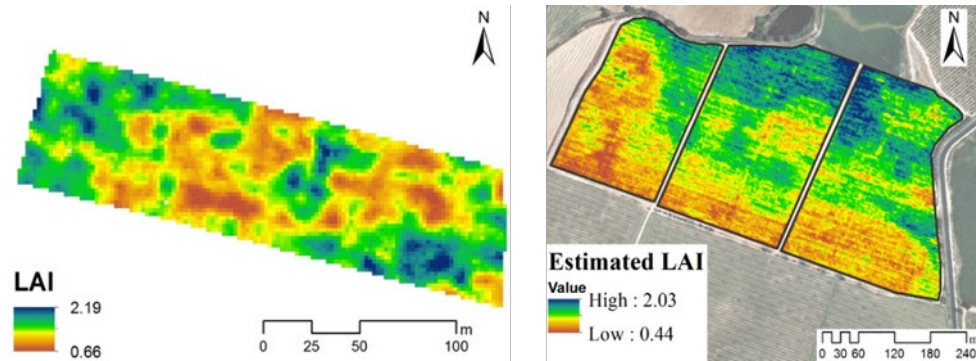 N
LAI
2.19
0.66
0 25 50 100 m
N
Estimated LAI
Value
High : 2.03
Low : 0.44
0 30 60 120 180 240